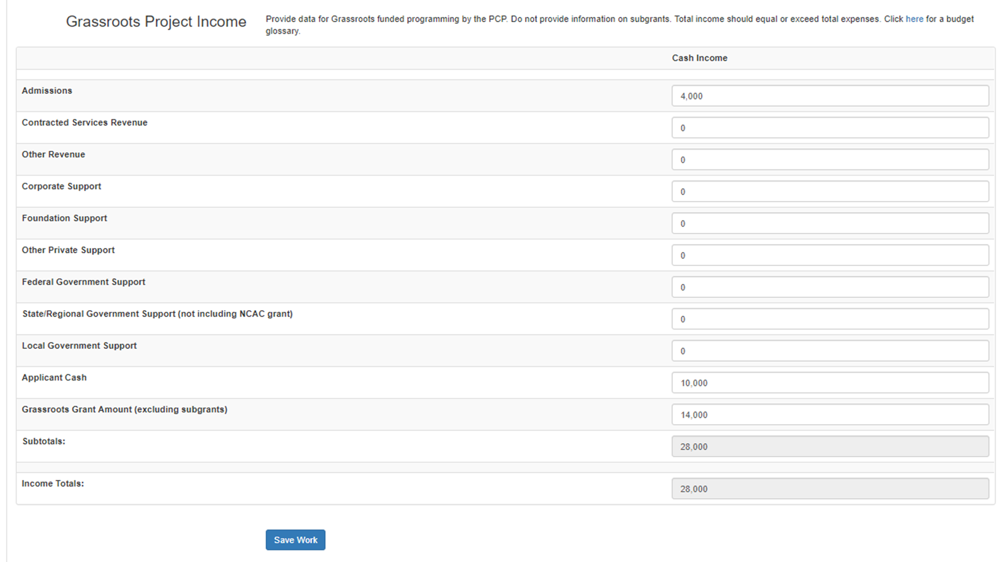 Grassroots Project Income
Provide data for Grassroots funded programming by the PCP. Do not provide information on subgrants. Total income should equal or exceed total expenses. Click here for a budget
glossary.
Cash Income
Admissions
4,000
Contracted Services Revenue
0
Other Revenue
0
Corporate Support
0
Foundation Support
0
Other Private Support
0
Federal Government Support
0
State/Regional Government Support (not including NCAC grant)
0
Local Government Support
0
Applicant Cash
10,000
Grassroots Grant Amount (excluding subgrants)
14,000
Subtotals:
28,000
Income Totals:
28,000
Save Work